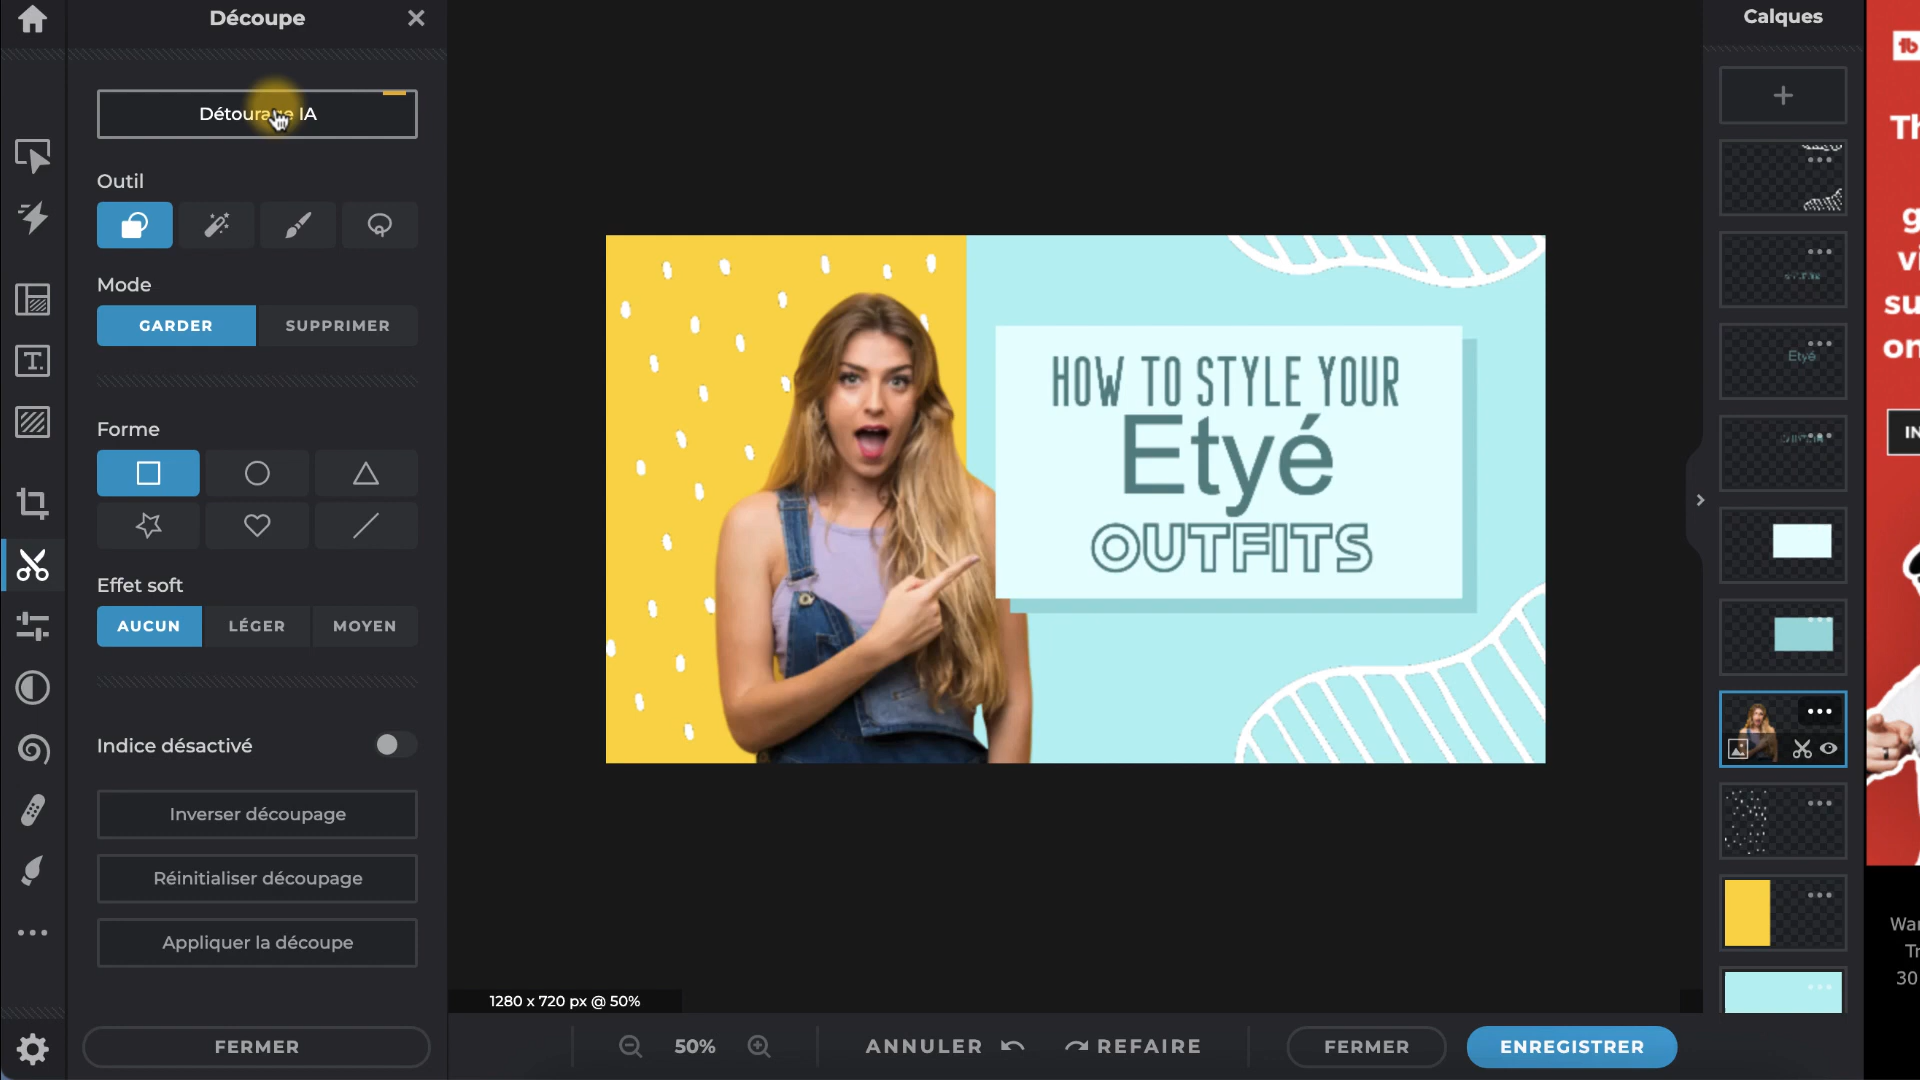 Découpe
Détourage IA
Outil
Mode
GARDER
SUPPRIMER
Forme
Effet soft
AUCUN
LÉGER
MOYEN
Indice désactivé
Inverser découpage
Réinitialiser découpage
Appliquer la découpe
FERMER
HOW TO STYLE YOUR
Etyé
OUTFITS
1280 x 720 px @ 50%
50%
ANNULER
REFAIRE
FERMER
ENREGISTRER
Calques
Etyé